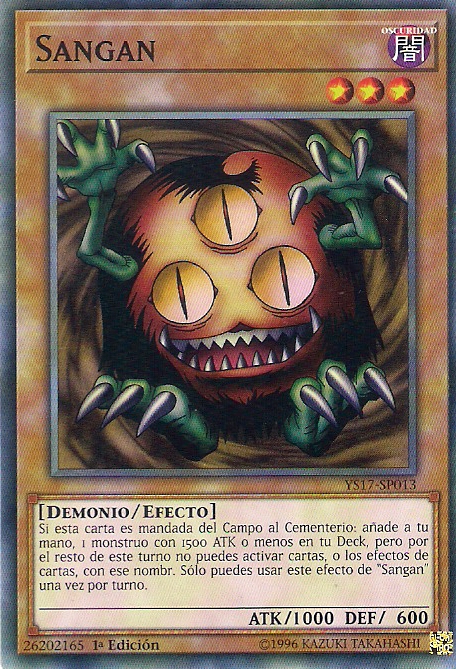 SANGAN
OSCURIDAD
闇
YS17-SP013
[DEMONIO/EFECTO]
Si esta carta es mandada del Campo al Cementerio: añade a tu
mano, 1 monstruo con 1500 ATK o menos en tu Deck, pero por
el resto de este turno no puedes activar cartas, o los efectos de
cartas, con ese nombr. Sólo puedes usar este efecto de "Sangan"
una vez por turno.
ATK/1000 DEF/ 600
26202165 1ª Edición ©1996 KAZUKI TAKAHASHI